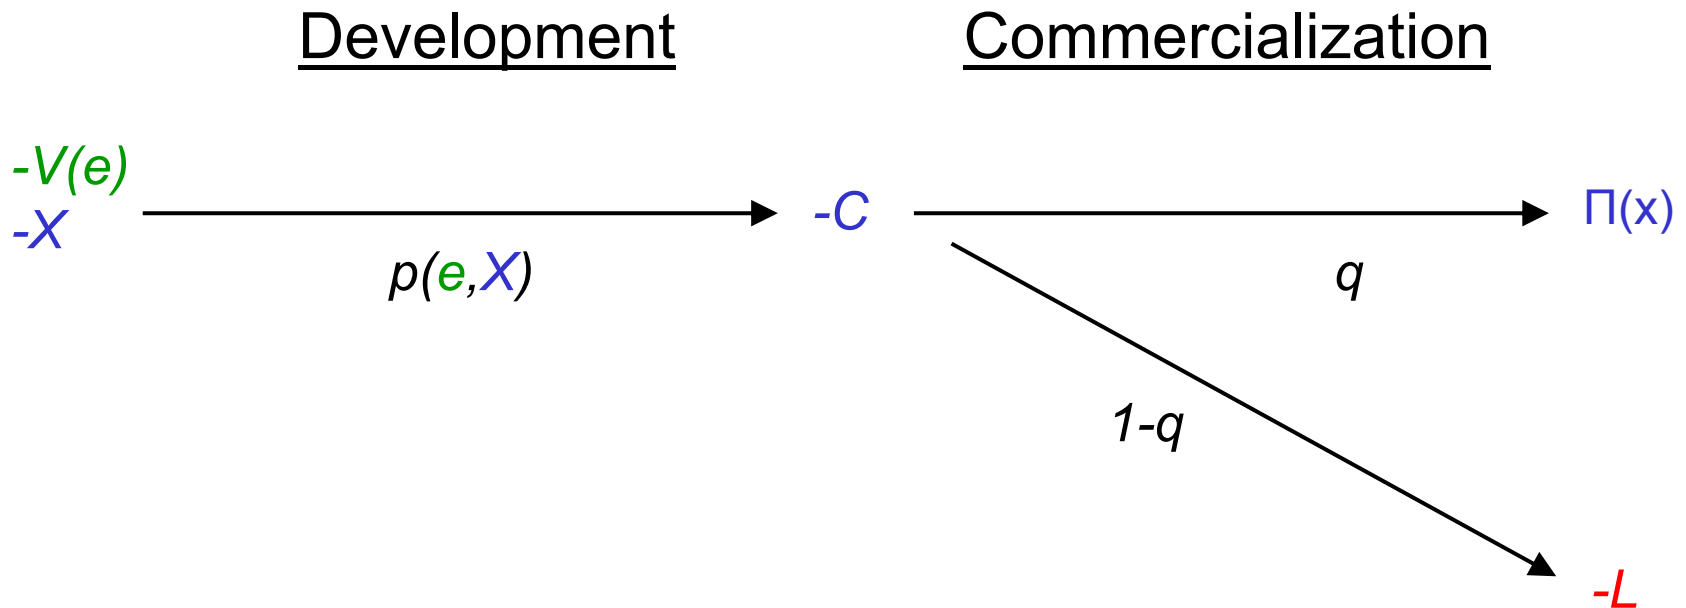 Development
Commercialization
-V(e)
-X
p(e,X)
-C
q
Π(x)
1-q
-L